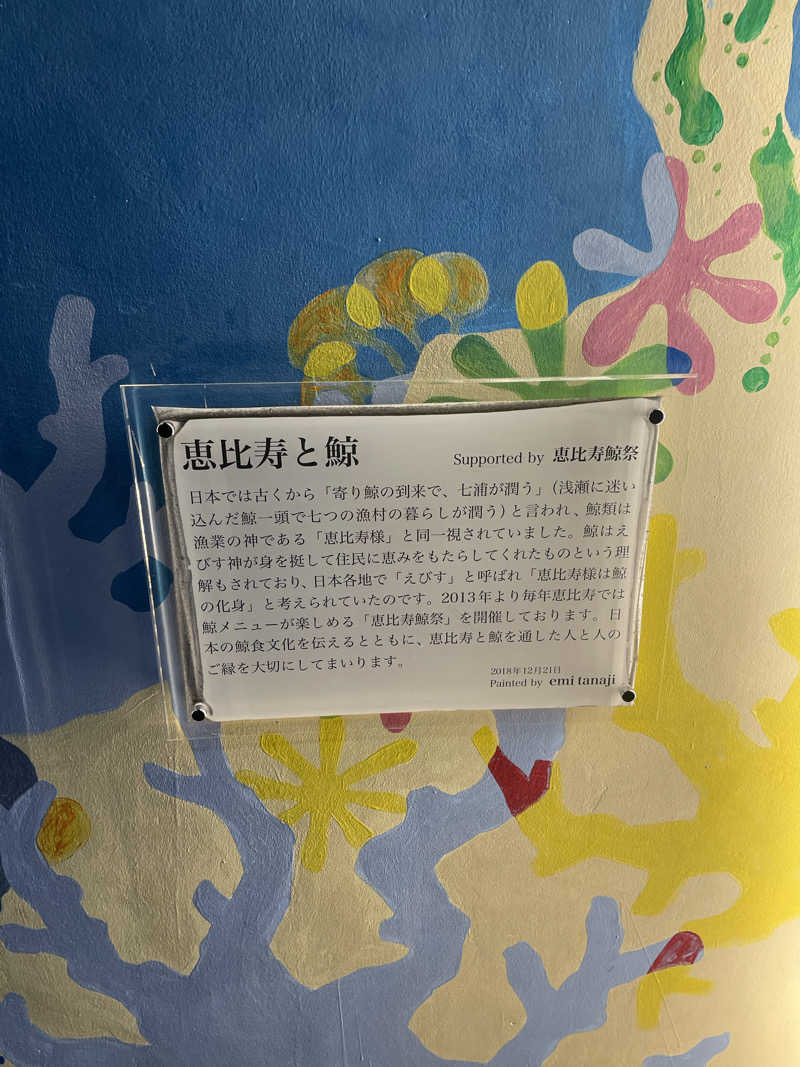 恵比寿と鯨
Supported by 恵比寿鯨祭
日本では古くから「寄り鯨の到来で、七浦が潤う」（浅瀬に迷い
込んだ鯨一頭で七つの漁村の暮らしが潤う）と言われ、鯨類は
漁業の神である「恵比寿様」と同一視されていました。鯨はえ
びす神が身を挺して住民に恵みをもたらしてくれたものという理
解もされており、日本各地で「えびす」と呼ばれ「恵比寿様は鯨
の化身」と考えられていたのです。2013年より毎年恵比寿では
鯨メニューが楽しめる「恵比寿鯨祭」を開催しております。日
本の鯨食文化を伝えるとともに、恵比寿と鯨を通した人と人の
ご縁を大切にしてまいります。
2018年12月21日
Painted by emi tanaji